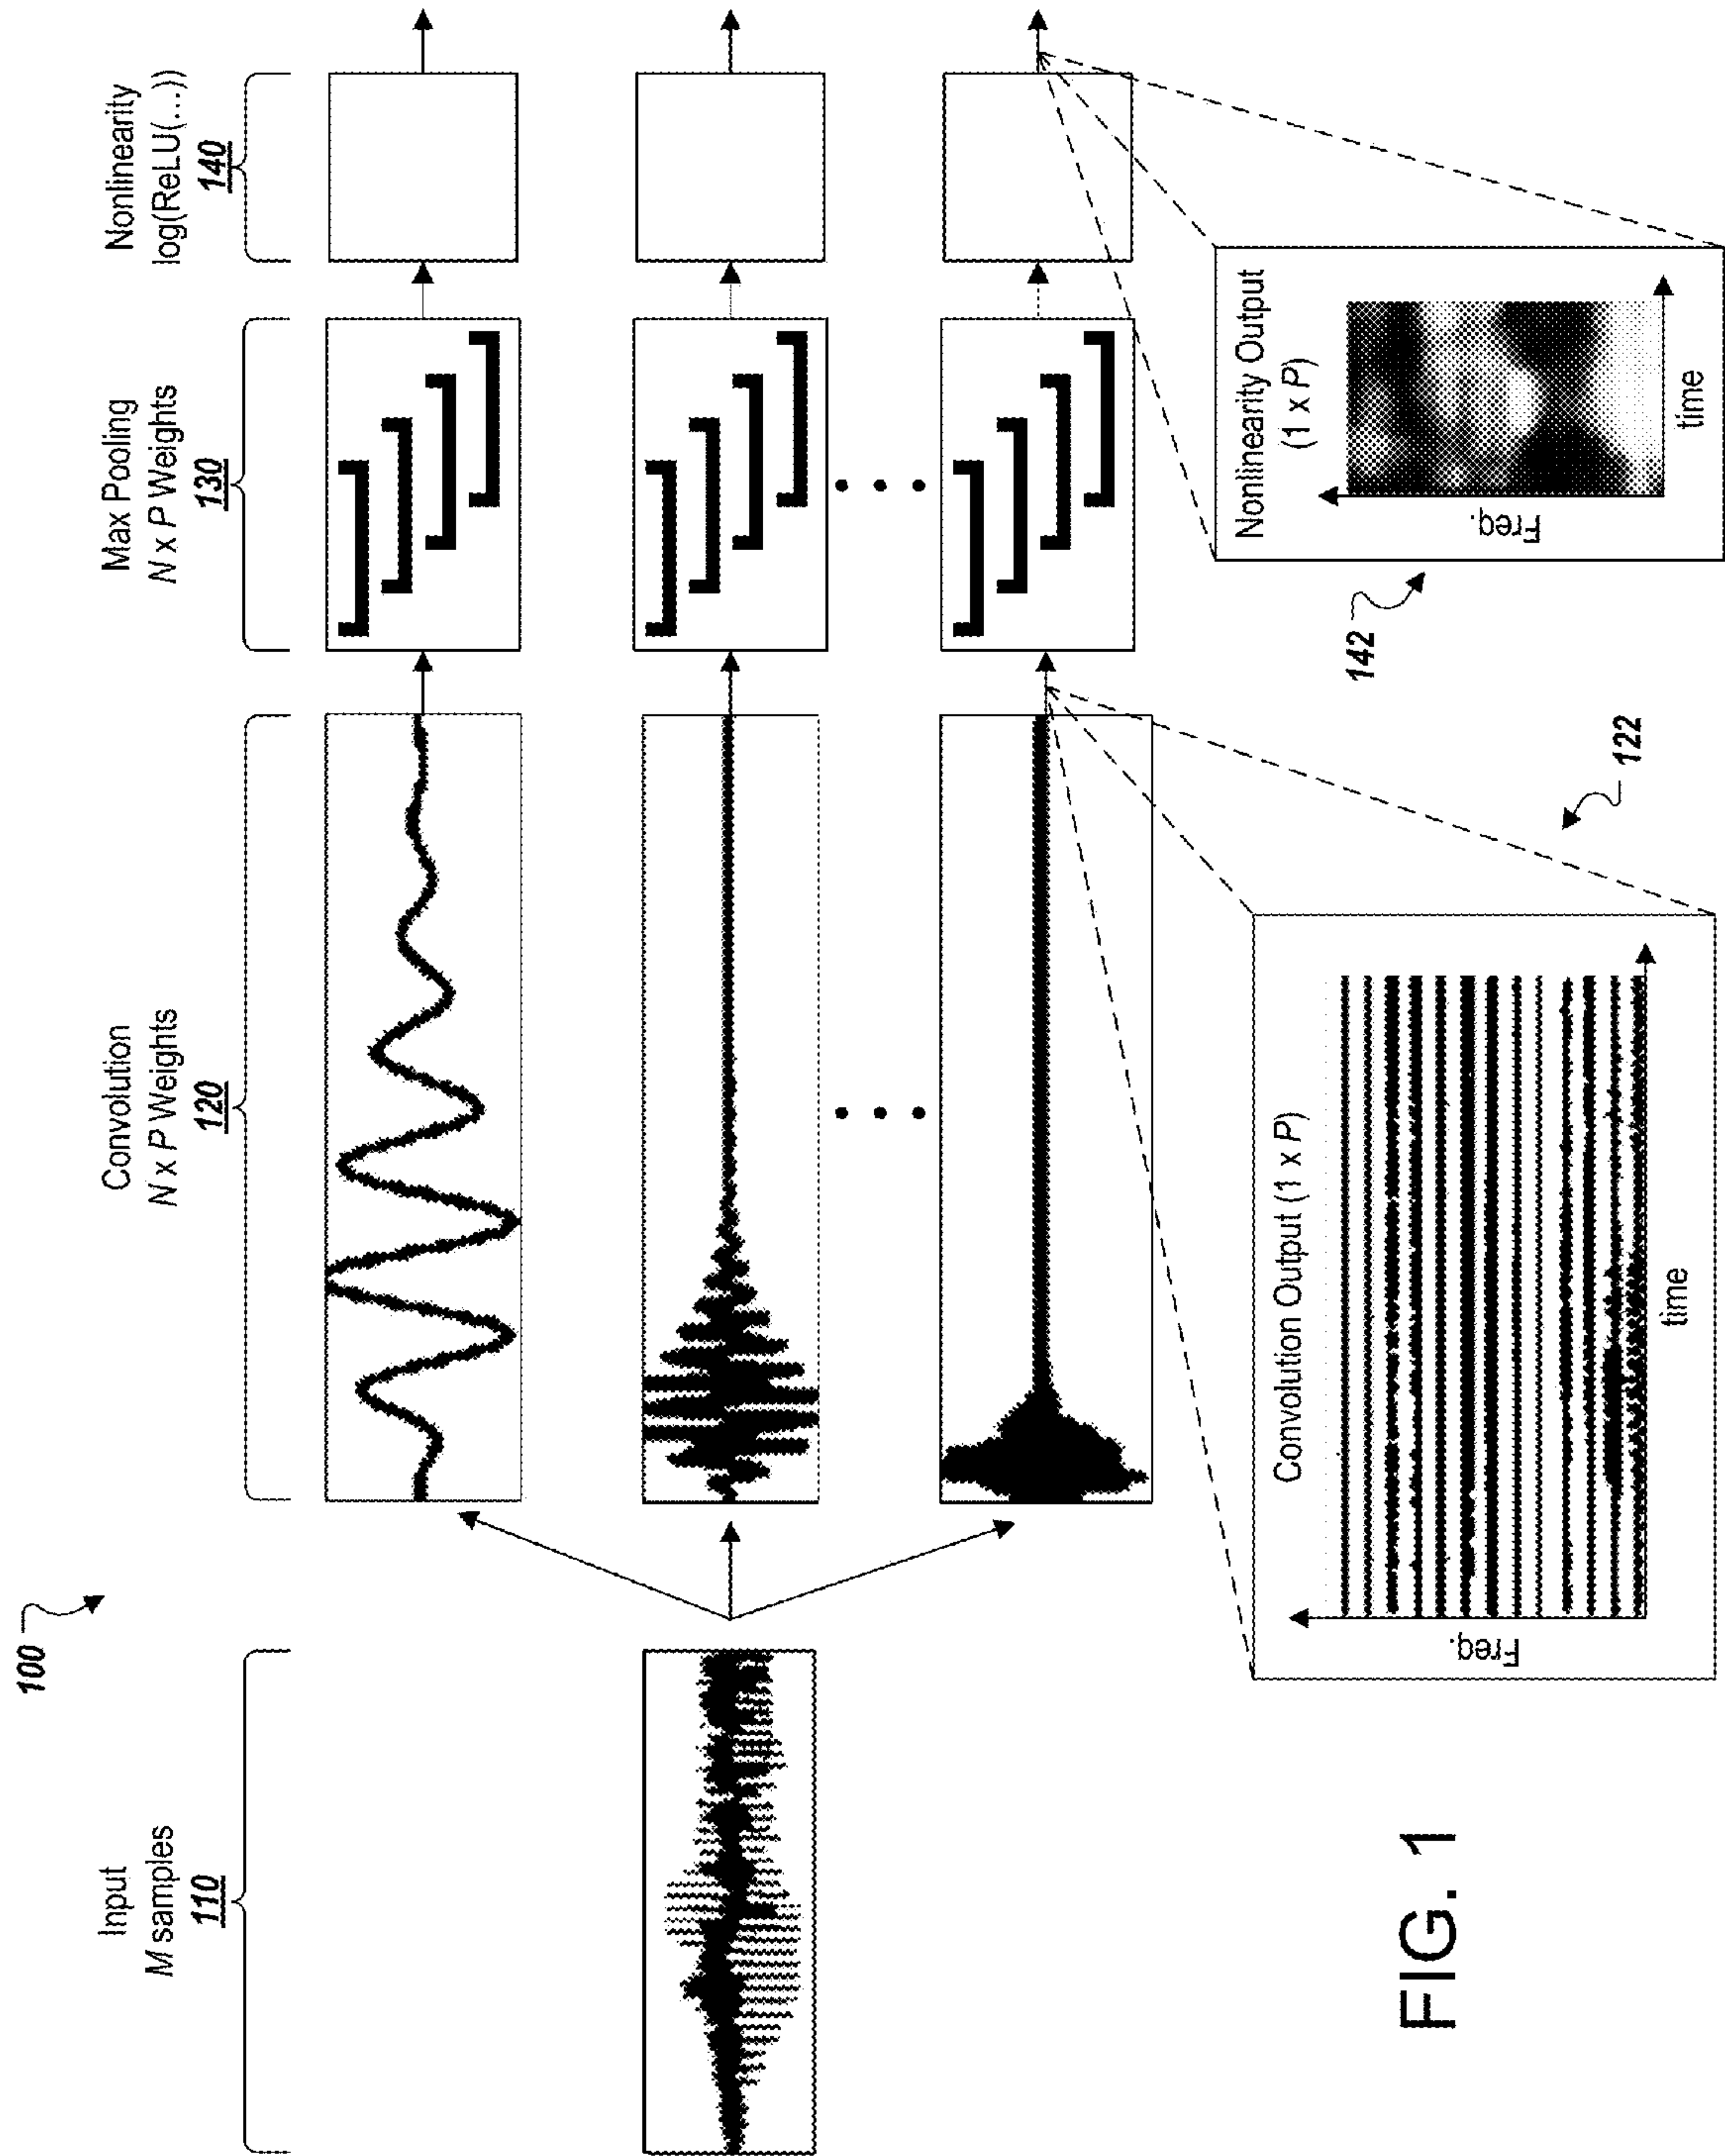 100
Input
M samples
110
Convolution
N x P Weights
120
Max Pooling
N x P Weights
130
Nonlinearity
log(ReLU(...))
140
Convolution Output (1 x P)
Freq.
time
122
Nonlinearity Output
(1 x P)
Freq.
time
142
FIG. 1